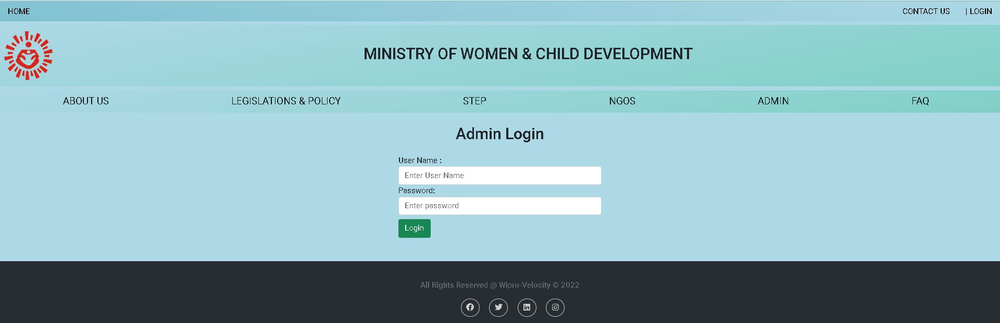 HOME CONTACT US | LOGIN
MINISTRY OF WOMEN & CHILD DEVELOPMENT
ABOUT US LEGISLATIONS & POLICY STEP NGOS ADMIN FAQ
Admin Login
User Name :
Enter User Name
Password:
Enter password
Login
All Rights Reserved @ Wipro-Velocity © 2022